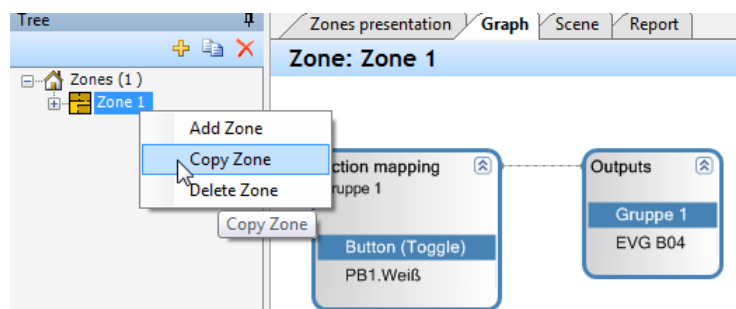 Tree
Zones presentation Graph Scene Report
Zone: Zone 1
Zones (1)
Zone 1
Add Zone
Copy Zone
Delete Zone
Copy Zone
ction mapping
ruppe 1
Button (Toggle)
PB1.Weiß
Outputs
Gruppe 1
EVG B04